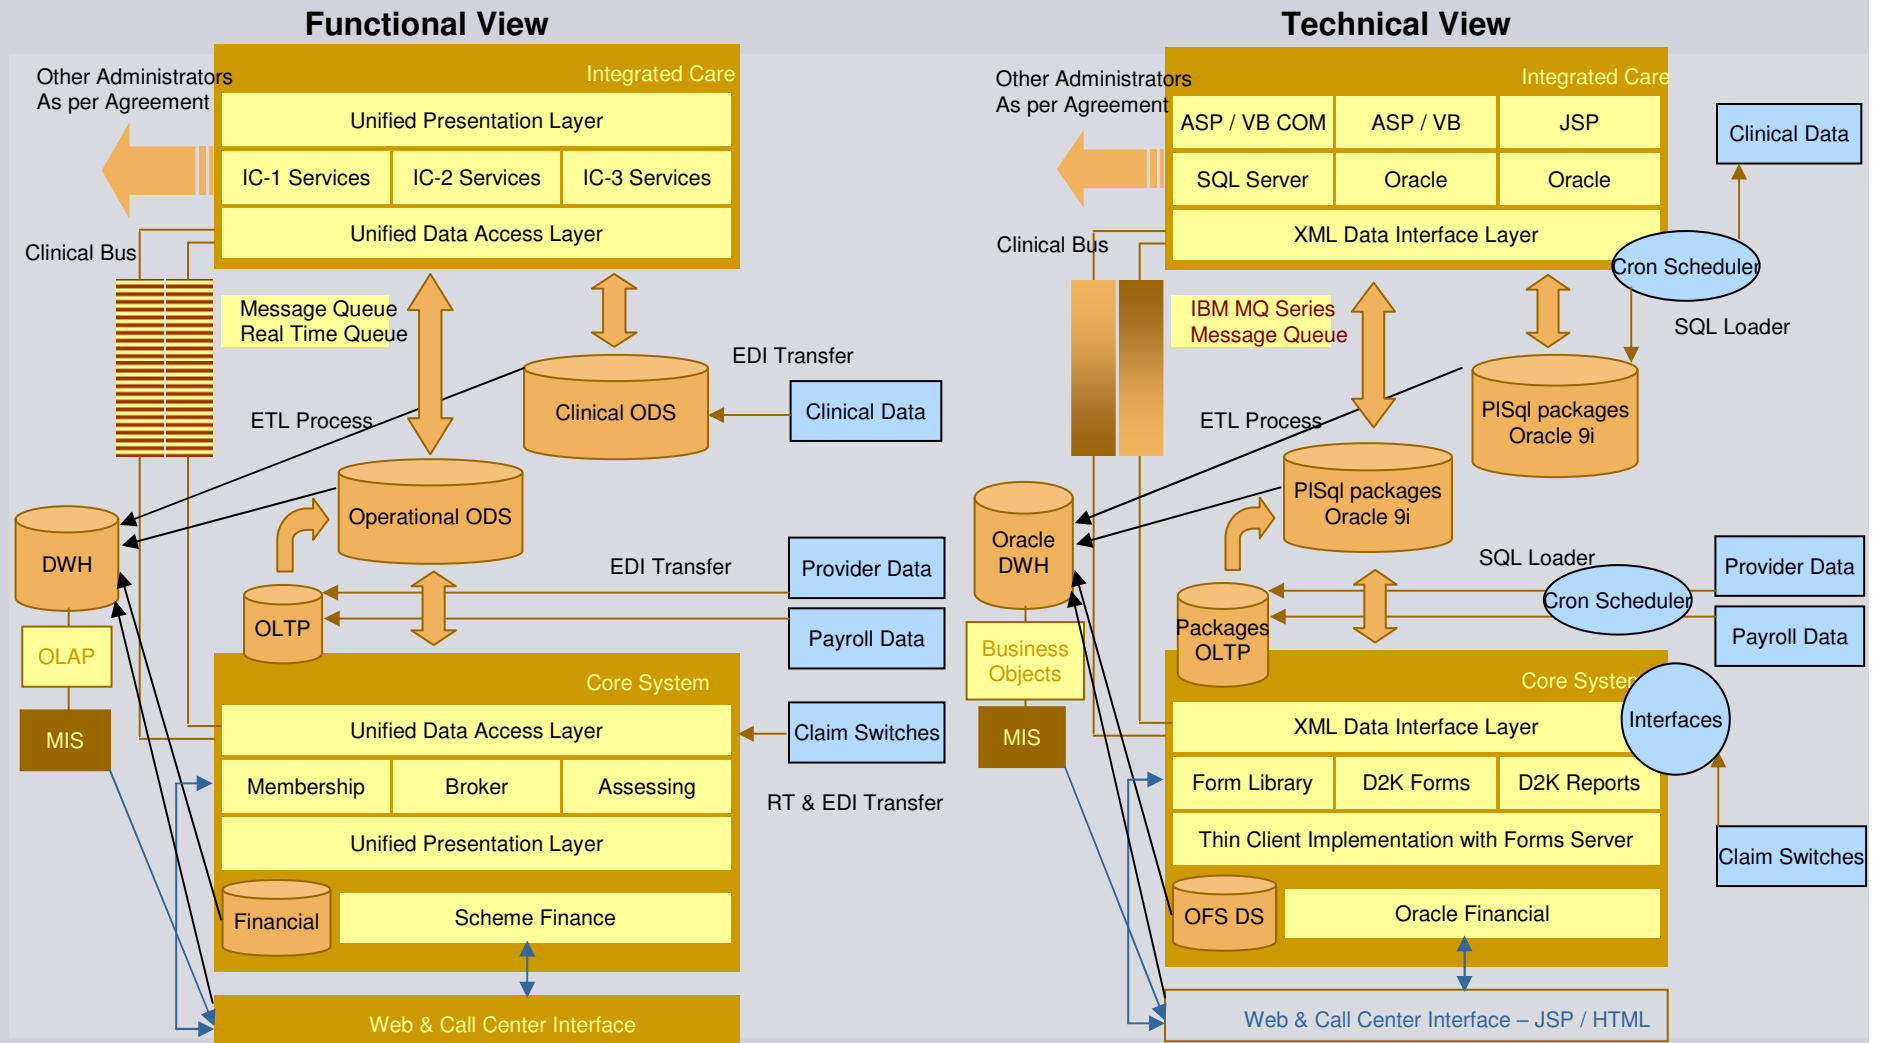 Functional View
Integrated Care
Other Administrators
As per Agreement
Unified Presentation Layer
IC-1 Services
IC-2 Services
IC-3 Services
Unified Data Access Layer
Clinical Bus
Message Queue
Real Time Queue
EDI Transfer
Clinical ODS
Clinical Data
ETL Process
Operational ODS
DWH
EDI Transfer
Provider Data
OLTP
Payroll Data
OLAP
Core System
MIS
Unified Data Access Layer
Claim Switches
Membership
Broker
Assessing
RT & EDI Transfer
Unified Presentation Layer
Financial
Scheme Finance
Web & Call Center Interface
Technical View
Integrated Care
Other Administrators
As per Agreement
ASP / VB COM
ASP / VB
JSP
Clinical Data
SQL Server
Oracle
Oracle
XML Data Interface Layer
Clinical Bus
Cron Scheduler
IBM MQ Series
Message Queue
SQL Loader
PlSql packages
Oracle 9i
ETL Process
PlSql packages
Oracle 9i
Oracle
DWH
SQL Loader
Provider Data
Cron Scheduler
Packages
OLTP
Payroll Data
Business
Objects
Core System
MIS
XML Data Interface Layer
Interfaces
Form Library
D2K Forms
D2K Reports
Thin Client Implementation with Forms Server
Claim Switches
OFS DS
Oracle Financial
Web & Call Center Interface – JSP / HTML